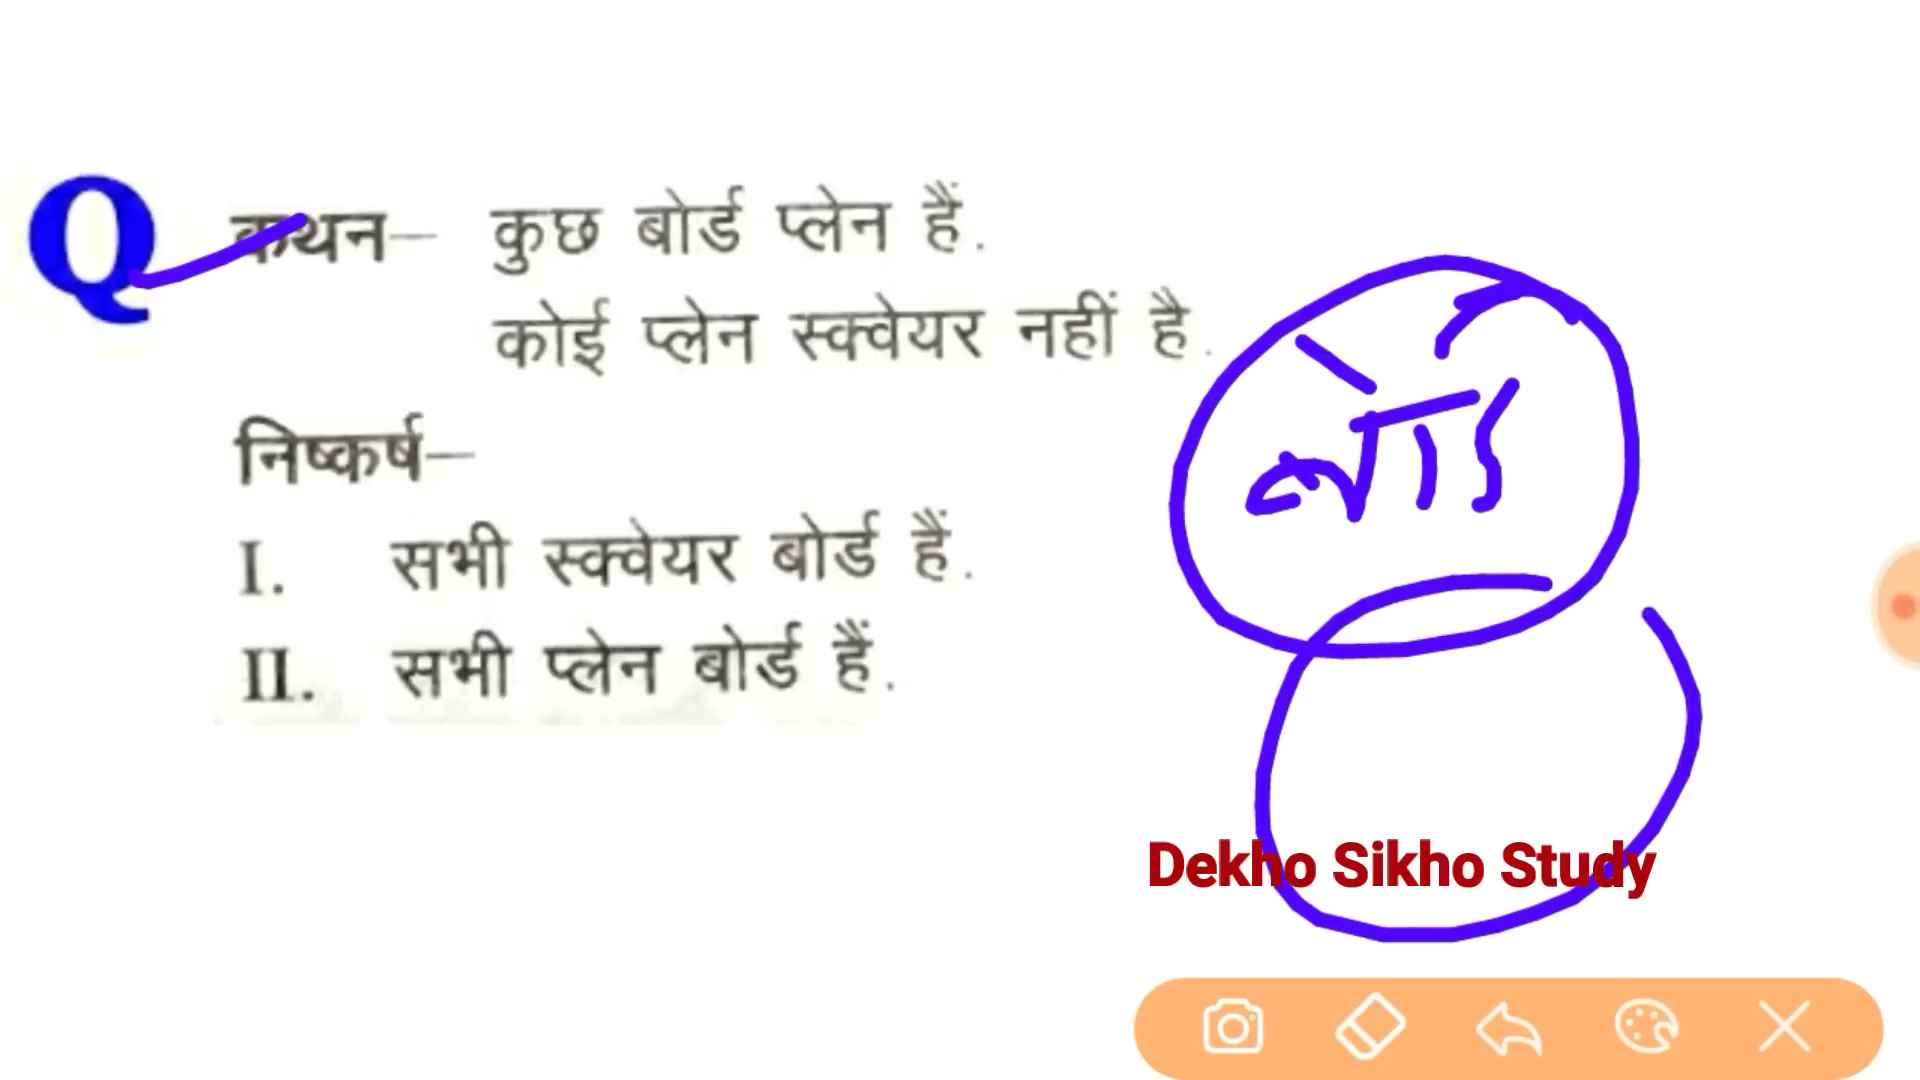 Q कथन— कुछ बोर्ड प्लेन हैं.
कोई प्लेन स्क्वेयर नहीं है.
निष्कर्ष—
I. सभी स्क्वेयर बोर्ड हैं.
II. सभी प्लेन बोर्ड हैं.
Dekho Sikho Study